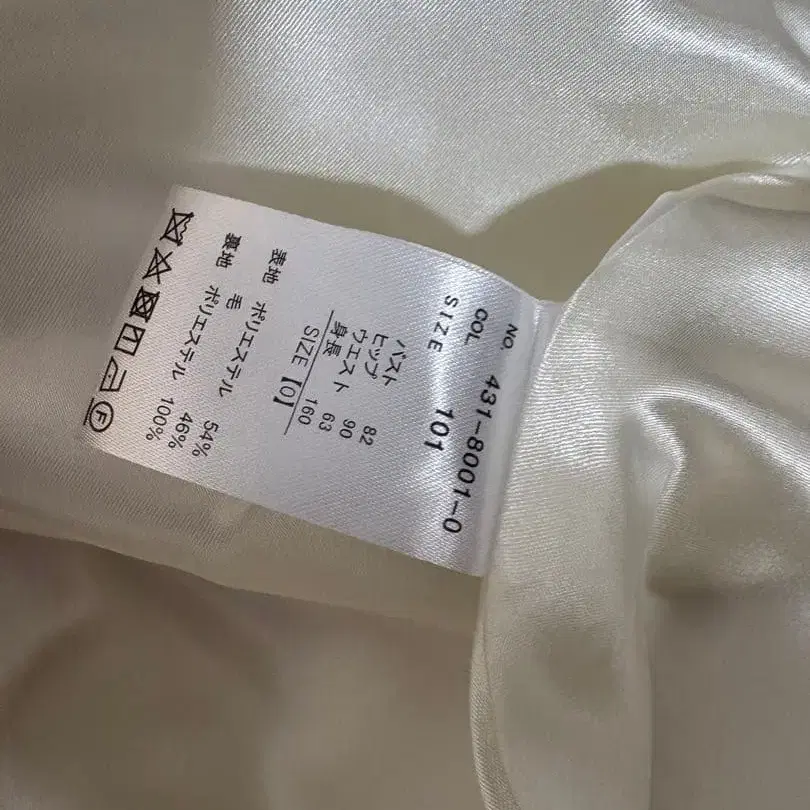 NO. 431-8001-0
COL 101
SIZE
バスト 82
ヒップ 90
ウエスト 63
身長 160
SIZE【0】
表地 ポリエステル 54%
毛 46%
裏地 ポリエステル 100%
F